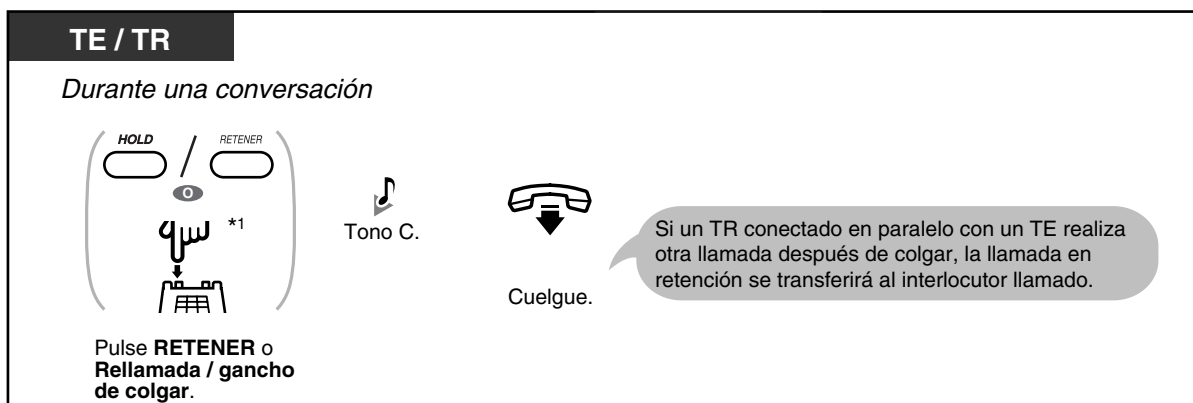 TE / TR
Durante una conversación
HOLD / RETENER
O
*1
Tono C.
Si un TR conectado en paralelo con un TE realiza
otra llamada después de colgar, la llamada en
retención se transferirá al interlocutor llamado.
Cuelgue.
Pulse RETENER o
Rellamada / gancho
de colgar.